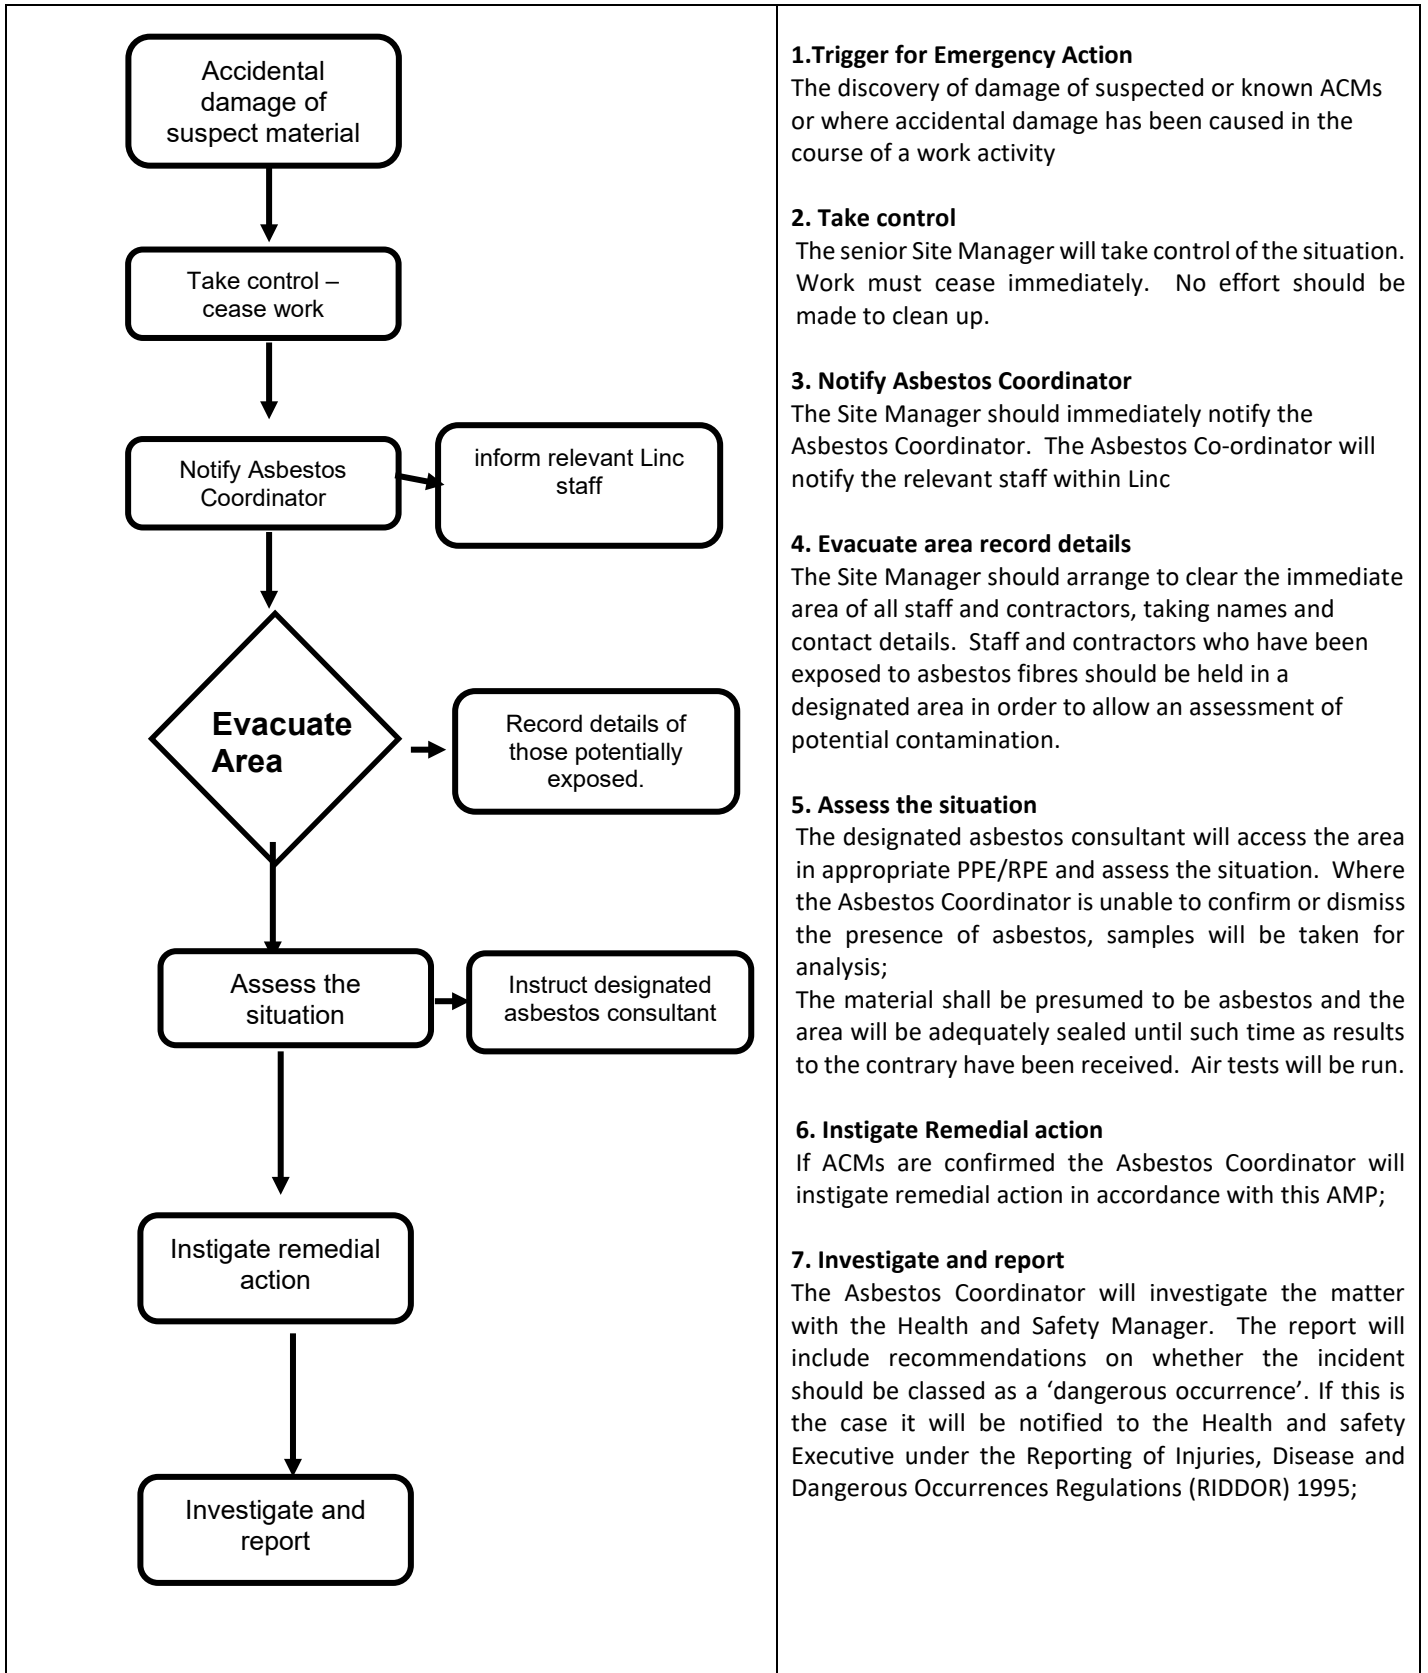 Accidental
damage of
suspect material
Take control –
cease work
Notify Asbestos
Coordinator
inform relevant Linc
staff
Evacuate
Area
Record details of
those potentially
exposed.
Assess the
situation
Instruct designated
asbestos consultant
Instigate remedial
action
Investigate and
report
1.Trigger for Emergency Action
The discovery of damage of suspected or known ACMs
or where accidental damage has been caused in the
course of a work activity
2. Take control
The senior Site Manager will take control of the situation.
Work must cease immediately. No effort should be
made to clean up.
3. Notify Asbestos Coordinator
The Site Manager should immediately notify the
Asbestos Coordinator. The Asbestos Co-ordinator will
notify the relevant staff within Linc
4. Evacuate area record details
The Site Manager should arrange to clear the immediate
area of all staff and contractors, taking names and
contact details. Staff and contractors who have been
exposed to asbestos fibres should be held in a
designated area in order to allow an assessment of
potential contamination.
5. Assess the situation
The designated asbestos consultant will access the area
in appropriate PPE/RPE and assess the situation. Where
the Asbestos Coordinator is unable to confirm or dismiss
the presence of asbestos, samples will be taken for
analysis;
The material shall be presumed to be asbestos and the
area will be adequately sealed until such time as results
to the contrary have been received. Air tests will be run.
6. Instigate Remedial action
If ACMs are confirmed the Asbestos Coordinator will
instigate remedial action in accordance with this AMP;
7. Investigate and report
The Asbestos Coordinator will investigate the matter
with the Health and Safety Manager. The report will
include recommendations on whether the incident
should be classed as a ‘dangerous occurrence’. If this is
the case it will be notified to the Health and safety
Executive under the Reporting of Injuries, Disease and
Dangerous Occurrences Regulations (RIDDOR) 1995;